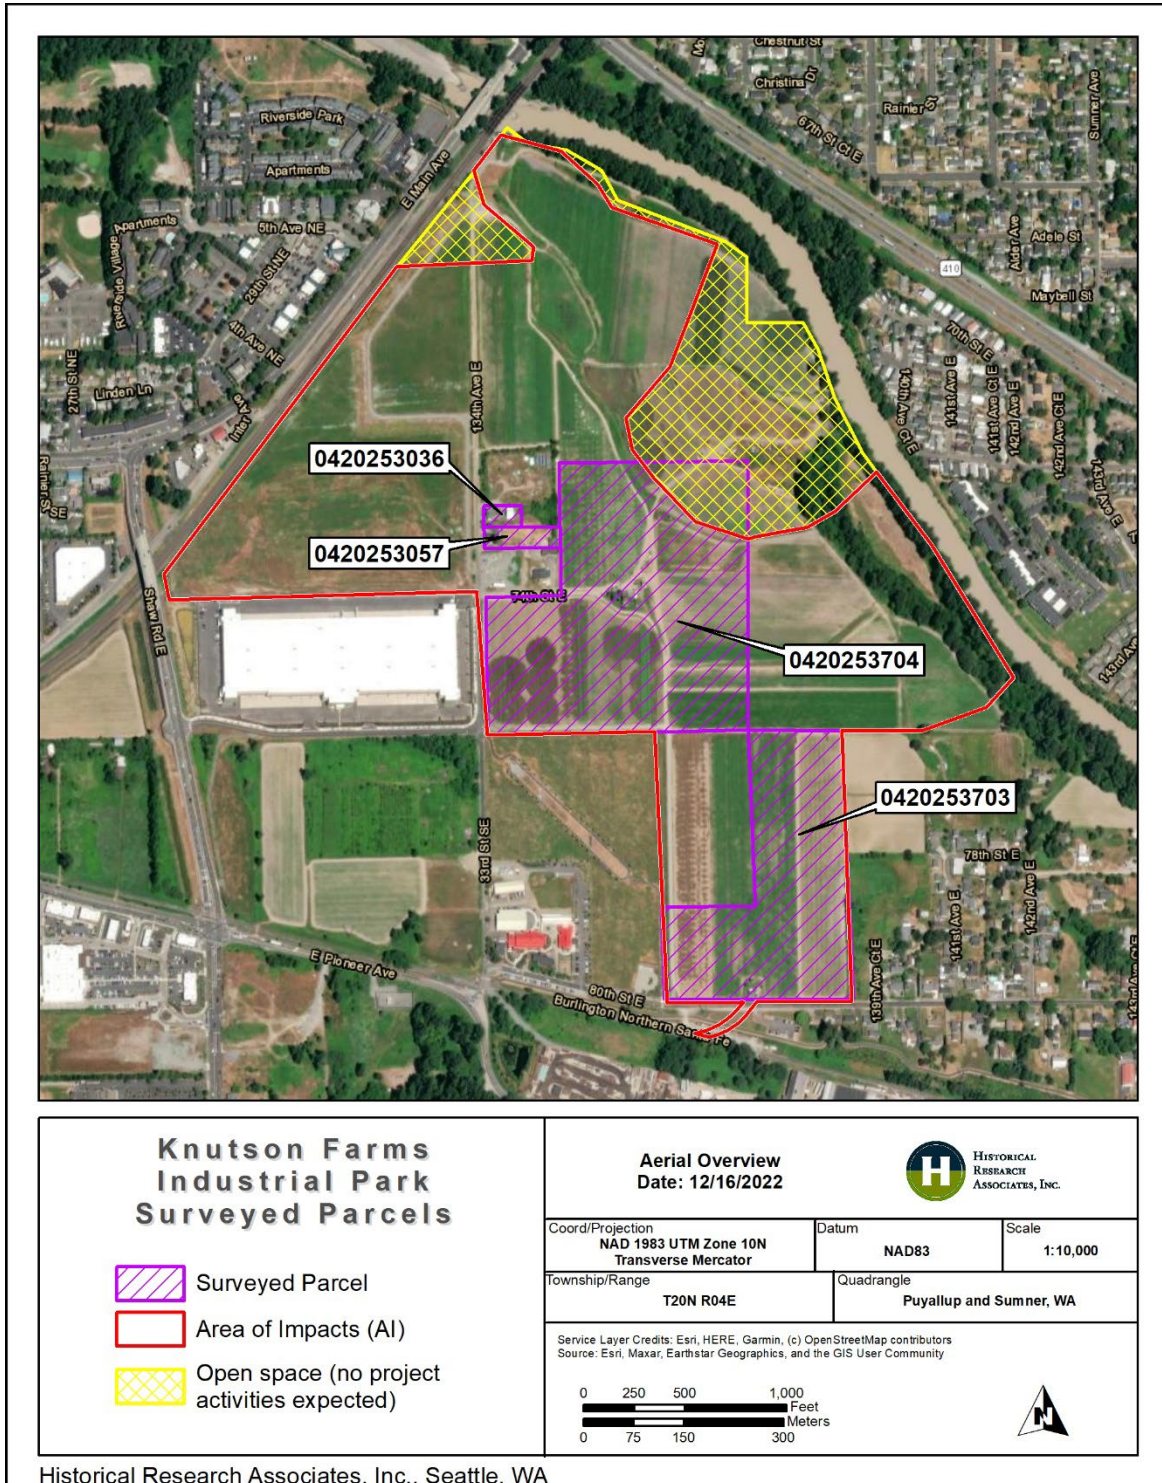 Chestnut St
Christina Dr
Rainier St
67th St Ct E
Sumner Ave
Riverside Park
Apartments
E Main Ave
5th Ave NE
Apartments
Riverside Village
29th St NE
4th Ave NE
27th St NE
Linden Ln
Inter Ave
Alder Ave
Adele St
410
Maybell St
70th St E
140th Ave Ct E
141st Ave E
141st Ave Ct E
142nd Ave E
142nd Ave Ct E
143rd Ave
134th Ave E
0420253036
0420253057
Rainier St
SE
Shaw Rd E
74th St E
0420253704
0420253703
33rd St SE
78th St E
141st Ave E
142nd Ave E
143rd Ave Ct E
139th Ave Ct E
E Pioneer Ave
80th St E
Burlington Northern Santa Fe
Knutson Farms
Industrial Park
Surveyed Parcels
Surveyed Parcel
Area of Impacts (AI)
Open space (no project
activities expected)
Aerial Overview
Date: 12/16/2022
H
HISTORICAL
RESEARCH
ASSOCIATES, INC.
Coord/Projection
NAD 1983 UTM Zone 10N
Transverse Mercator
Datum
NAD83
Scale
1:10,000
Township/Range
T20N R04E
Quadrangle
Puyallup and Sumner, WA
Service Layer Credits: Esri, HERE, Garmin, (c) OpenStreetMap contributors
Source: Esri, Maxar, Earthstar Geographics, and the GIS User Community
0 250 500 1,000
Feet
Meters
0 75 150 300
N
Historical Research Associates, Inc., Seattle, WA